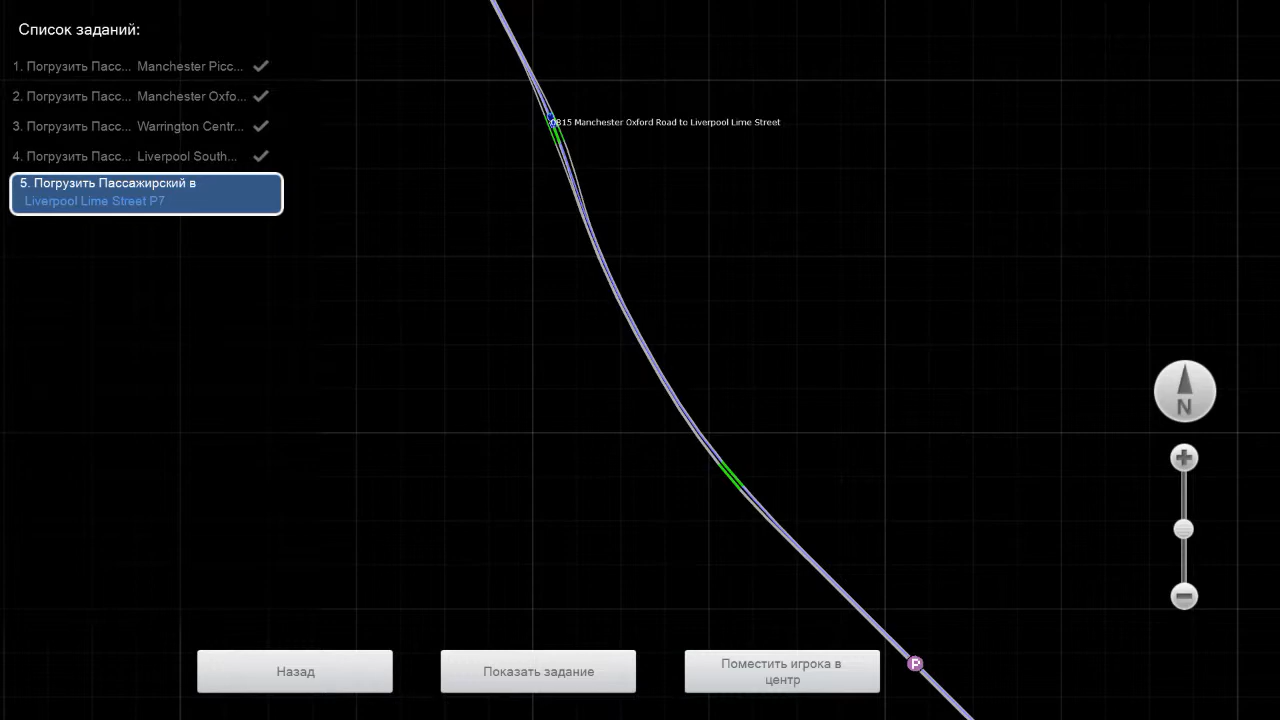 Список заданий:
1. Погрузить Пасс... Manchester Picc...
2. Погрузить Пасс... Manchester Oxfo...
3. Погрузить Пасс... Warrington Centr...
4. Погрузить Пасс... Liverpool South...
5. Погрузить Пассажирский в
Liverpool Lime Street P7
0815 Manchester Oxford Road to Liverpool Lime Street
N
P
Назад
Показать задание
Поместить игрока в
центр